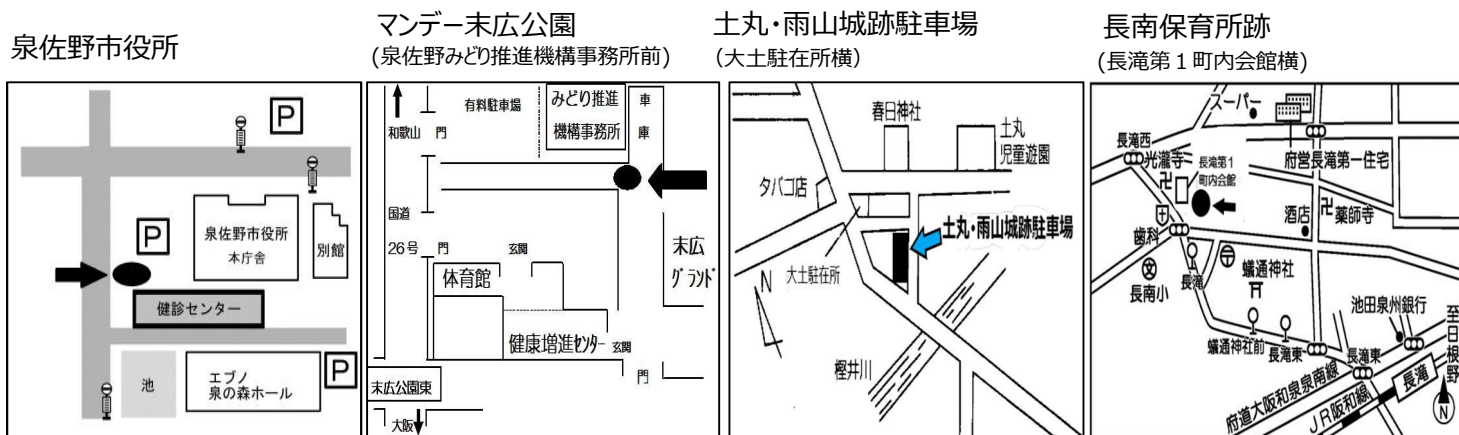 泉佐野市役所
P
P
泉佐野市役所
本庁舎
別館
健診センター
池
エブノ
泉の森ホール
P
マンデー末広公園
(泉佐野みどり推進機構事務所前)
和歌山
門
有料駐車場
みどり推進
機構事務所
車
庫
国道
26号
門
玄関
体育館
末広
グランド
健康増進センター
玄関
門
末広公園東
大阪
土丸・雨山城跡駐車場
(大土駐在所横)
春日神社
土丸
児童遊園
タバコ店
土丸・雨山城跡駐車場
大土駐在所
N
樫井川
長南保育所跡
(長滝第1町内会館横)
スーパー
長滝西
光瀧寺
長滝第1
町内会館
府営長滝第一住宅
卍
酒店
卍薬師寺
歯科
文
長南小
長滝
〒
蟻通神社
池田泉州銀行
蟻通神社前
長滝東
長滝東
至日根野
府道大阪和泉泉南線
JR阪和線
長滝
N